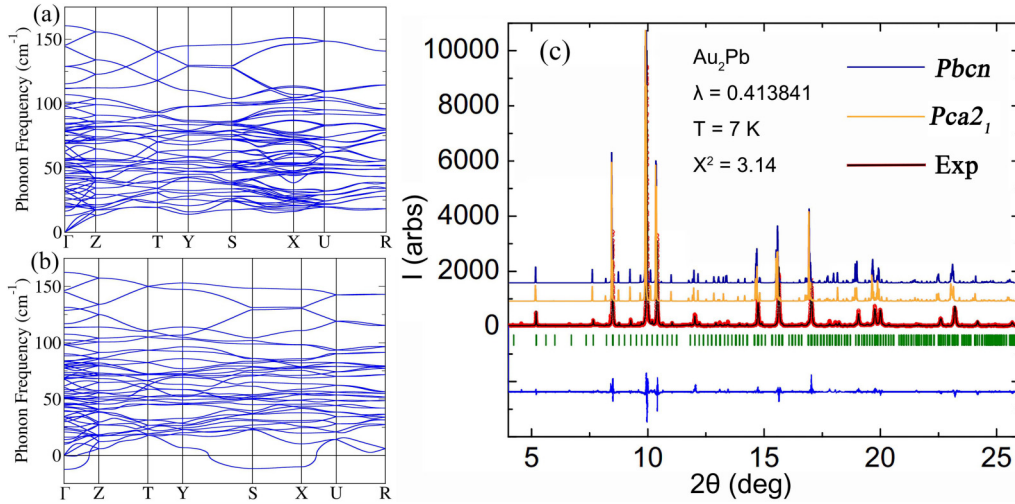 (a)
Phonon Frequency (cm⁻¹)
150
100
50
0
Γ Z T Y S X U R
(b)
Phonon Frequency (cm⁻¹)
150
100
50
0
Γ Z T Y S X U R
(c)
I (arbs)
10000
8000
6000
4000
2000
0
Au₂Pb
λ = 0.413841
T = 7 K
X² = 3.14
Pbcn
Pca2₁
Exp
5 10 15 20 25
2θ (deg)